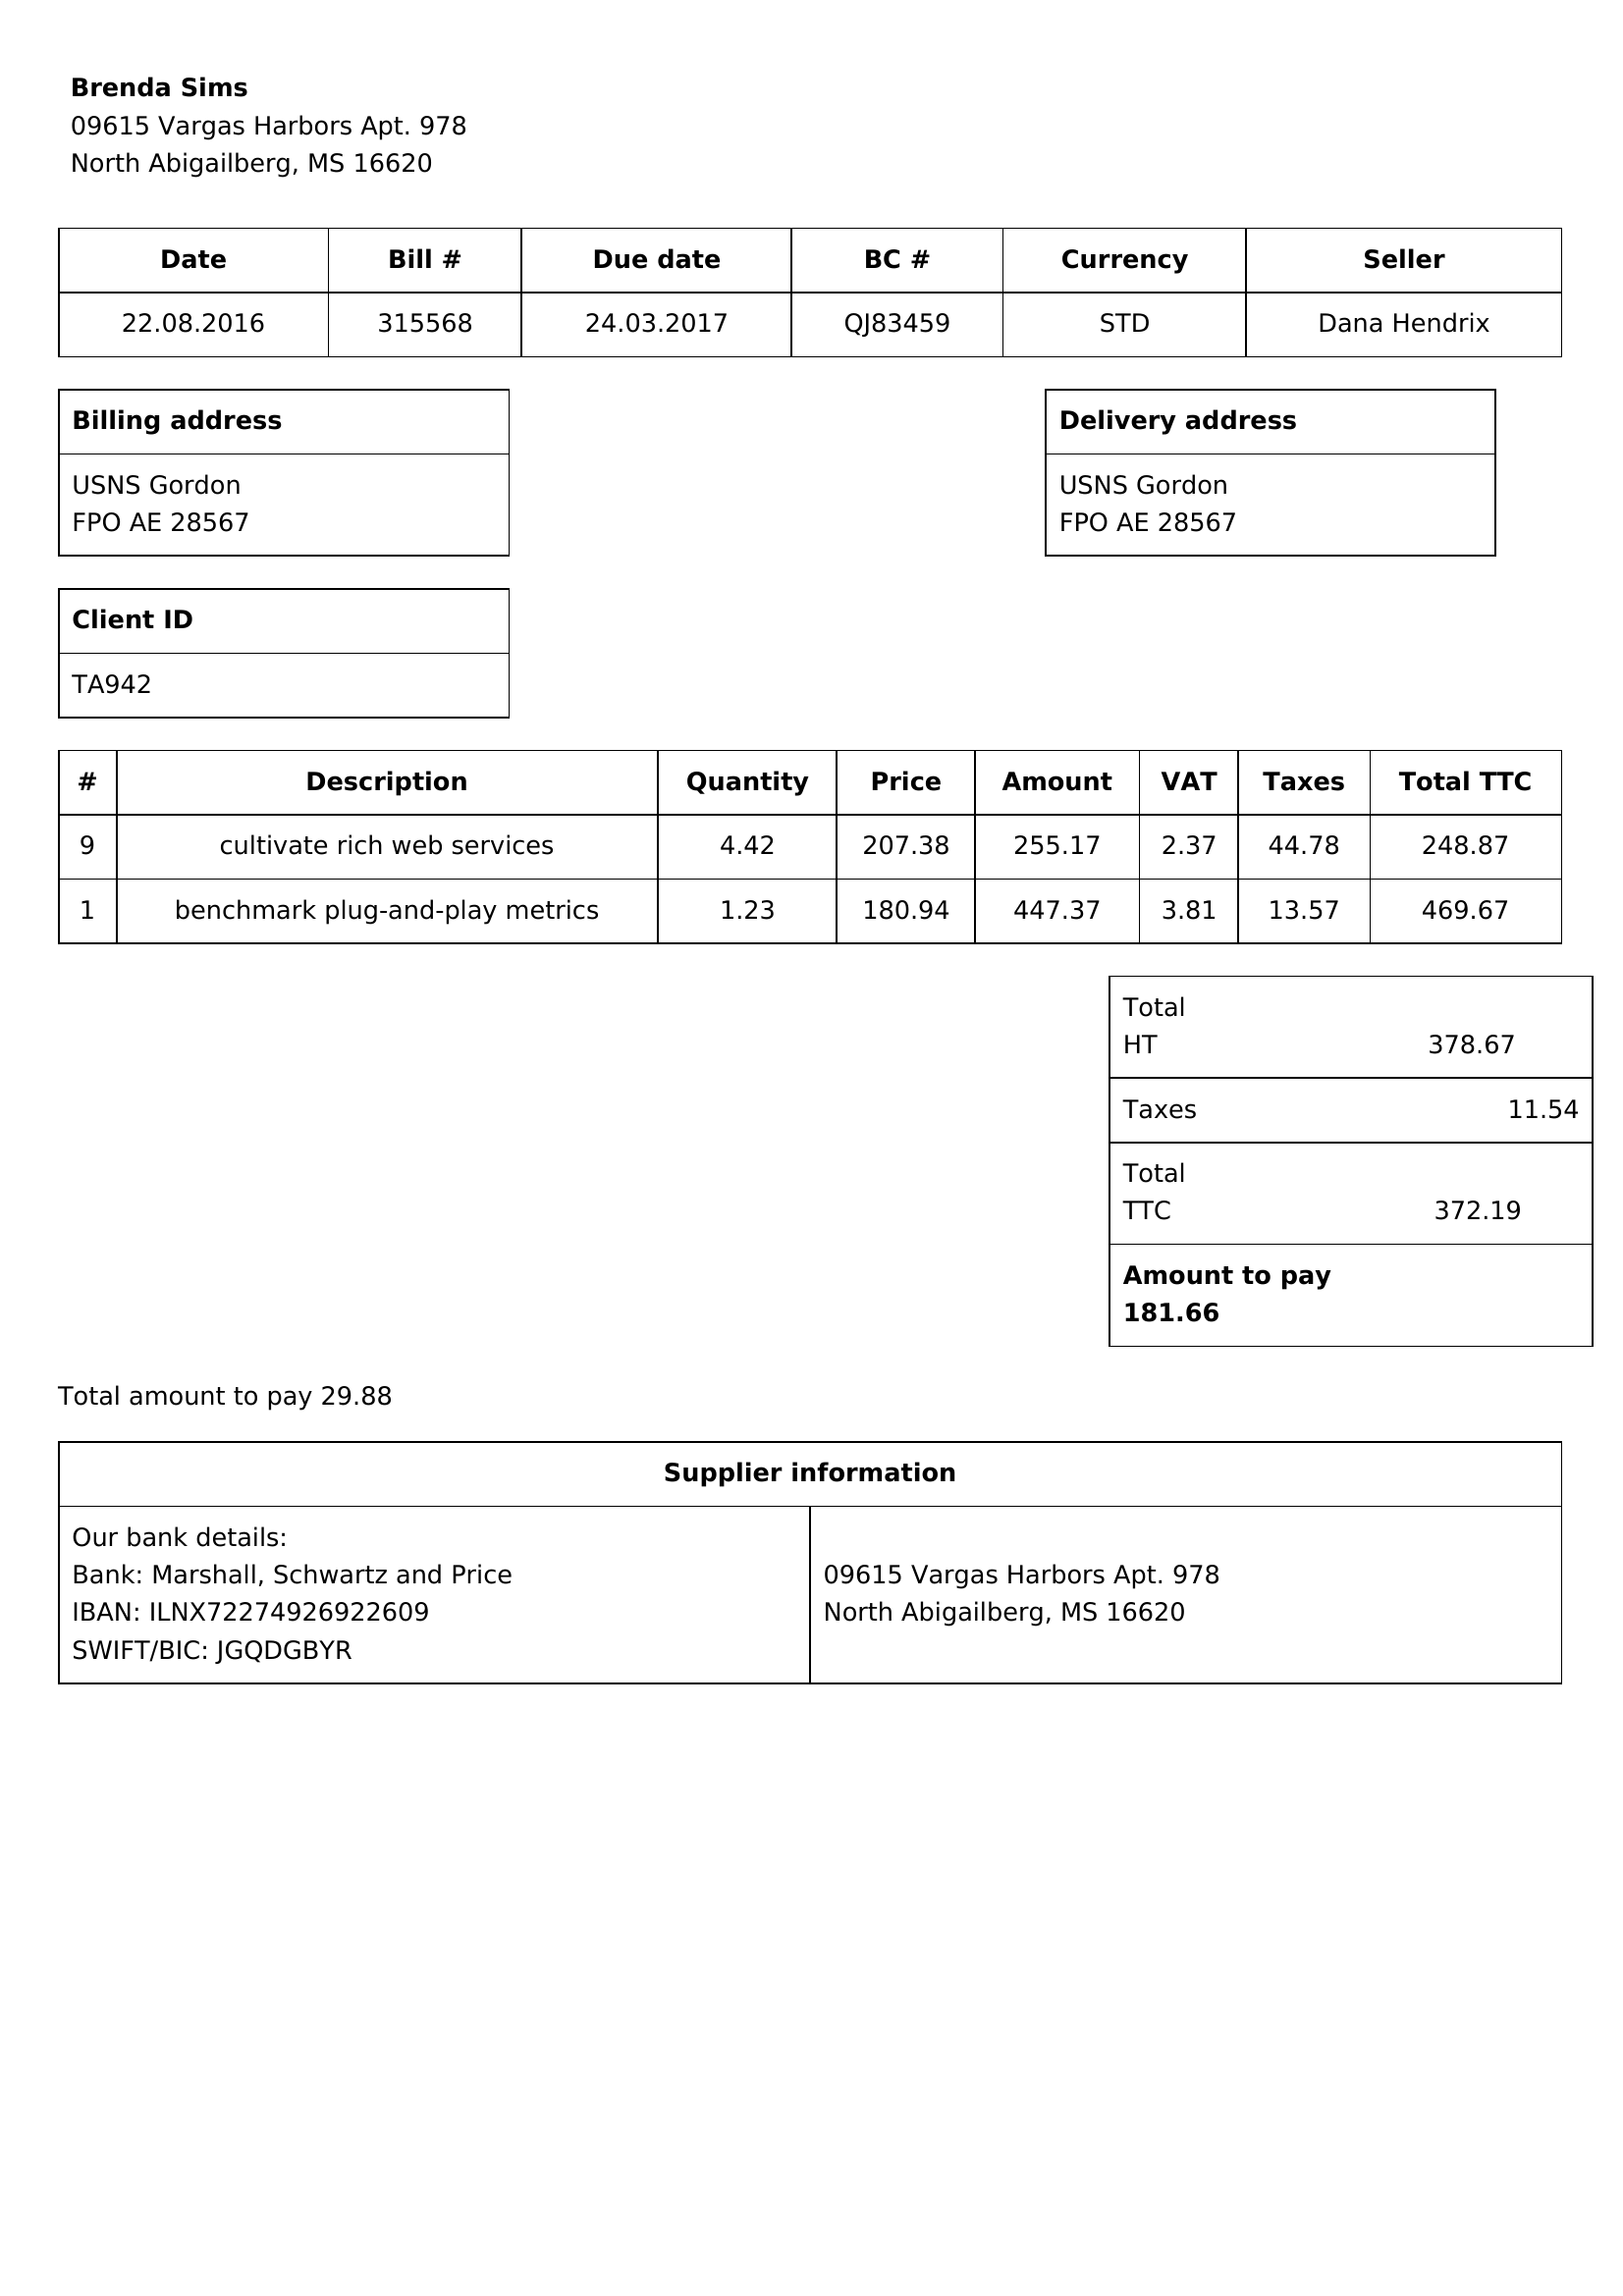 Brenda Sims
09615 Vargas Harbors Apt. 978
North Abigailberg, MS 16620
Date Bill # Due date BC # Currency Seller
22.08.2016 315568 24.03.2017 QJ83459 STD Dana Hendrix
Billing address
USNS Gordon
FPO AE 28567
Delivery address
USNS Gordon
FPO AE 28567
Client ID
TA942
# Description Quantity Price Amount VAT Taxes Total TTC
9 cultivate rich web services 4.42 207.38 255.17 2.37 44.78 248.87
1 benchmark plug-and-play metrics 1.23 180.94 447.37 3.81 13.57 469.67
Total
HT 378.67
Taxes 11.54
Total
TTC 372.19
Amount to pay
181.66
Total amount to pay 29.88
Supplier information
Our bank details:
Bank: Marshall, Schwartz and Price
IBAN: ILNX72274926922609
SWIFT/BIC: JGQDGBYR
09615 Vargas Harbors Apt. 978
North Abigailberg, MS 16620